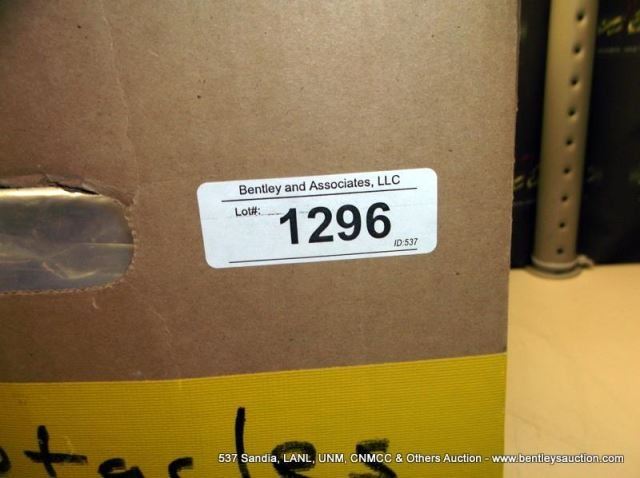 Bentley and Associates, LLC
Lot#: 1296
ID:537
537 Sandia, LANL, UNM, CNMCC & Others Auction - www.bentleysauction.com